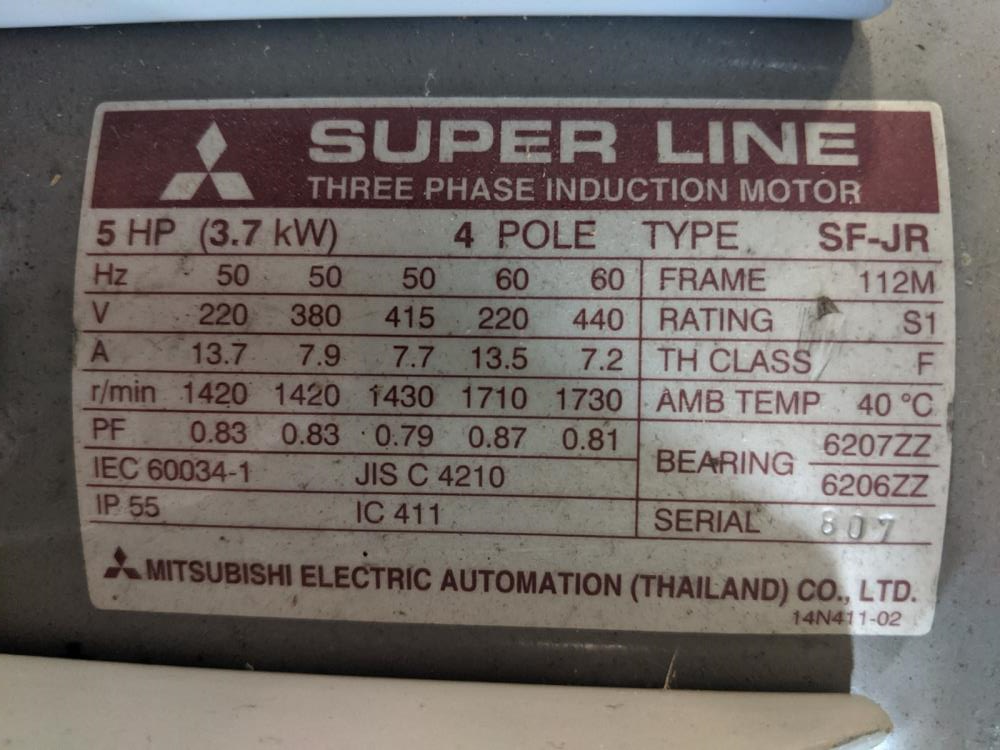 SUPER LINE
THREE PHASE INDUCTION MOTOR
5 HP (3.7 kW) 4 POLE TYPE SF-JR
Hz 50 50 50 60 60 FRAME 112M
V 220 380 415 220 440 RATING S1
A 13.7 7.9 7.7 13.5 7.2 TH CLASS F
r/min 1420 1420 1430 1710 1730 AMB TEMP 40 °C
PF 0.83 0.83 0.79 0.87 0.81 BEARING 6207ZZ
IEC 60034-1 JIS C 4210 6206ZZ
IP 55 IC 411 SERIAL 807
MITSUBISHI ELECTRIC AUTOMATION (THAILAND) CO., LTD.
14N411-02